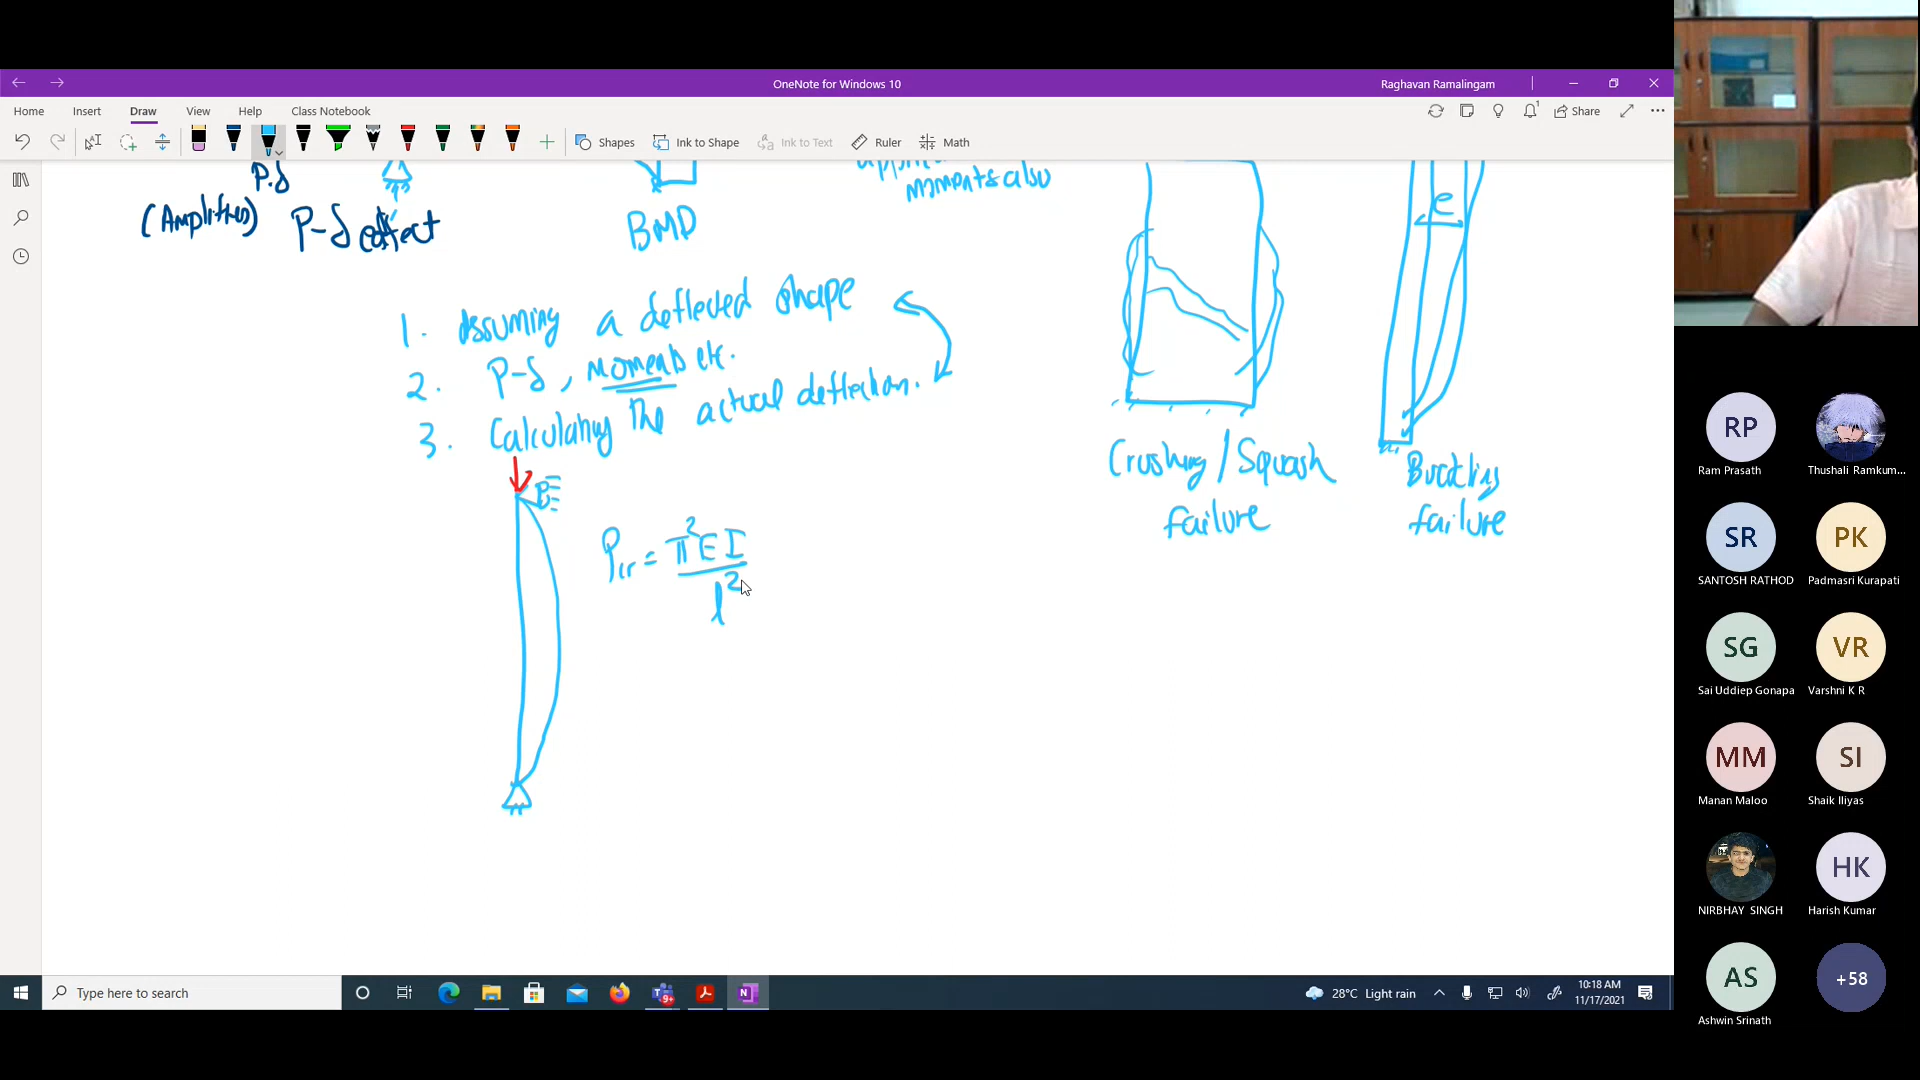 OneNote for Windows 10
Raghavan Ramalingam
Home
Insert
Draw
View
Help
Class Notebook
Share
Shapes
Ink to Shape
Ink to Text
Ruler
Math
P.δ
(Amplifies) P-δ effect
BMD
moments also
e
1. Assuming a deflected shape
2. P-δ, moments etc.
3. Calculating the actual deflection.
Crushing / Squash
failure
Buckling
failure
Pcr = π²EI
l²
RP
Ram Prasath
Thushali Ramkum...
SR
SANTOSH RATHOD
PK
Padmasri Kurapati
SG
Sai Uddiep Gonapa
VR
Varshni K R
MM
Manan Maloo
SI
Shaik Iliyas
NIRBHAY SINGH
HK
Harish Kumar
AS
Ashwin Srinath
+58
Type here to search
28°C Light rain
10:18 AM
11/17/2021